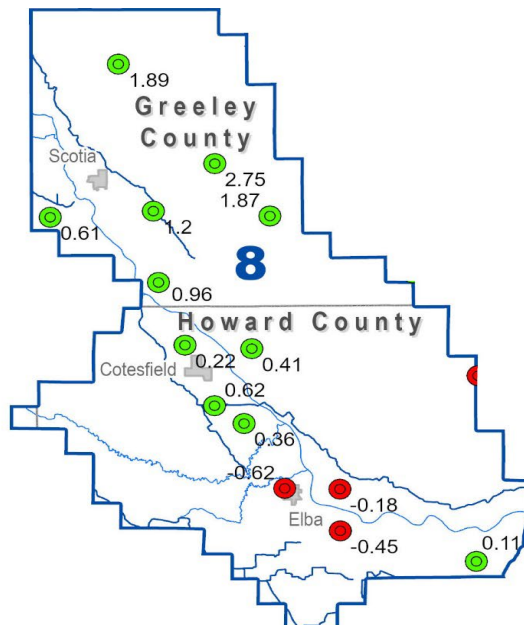 1.89
Greeley
County
Scotia
2.75
1.87
1.2
0.61
8
0.96
Howard County
0.22
0.41
Cotesfield
0.62
0.36
-0.62
-0.18
Elba
-0.45
0.11